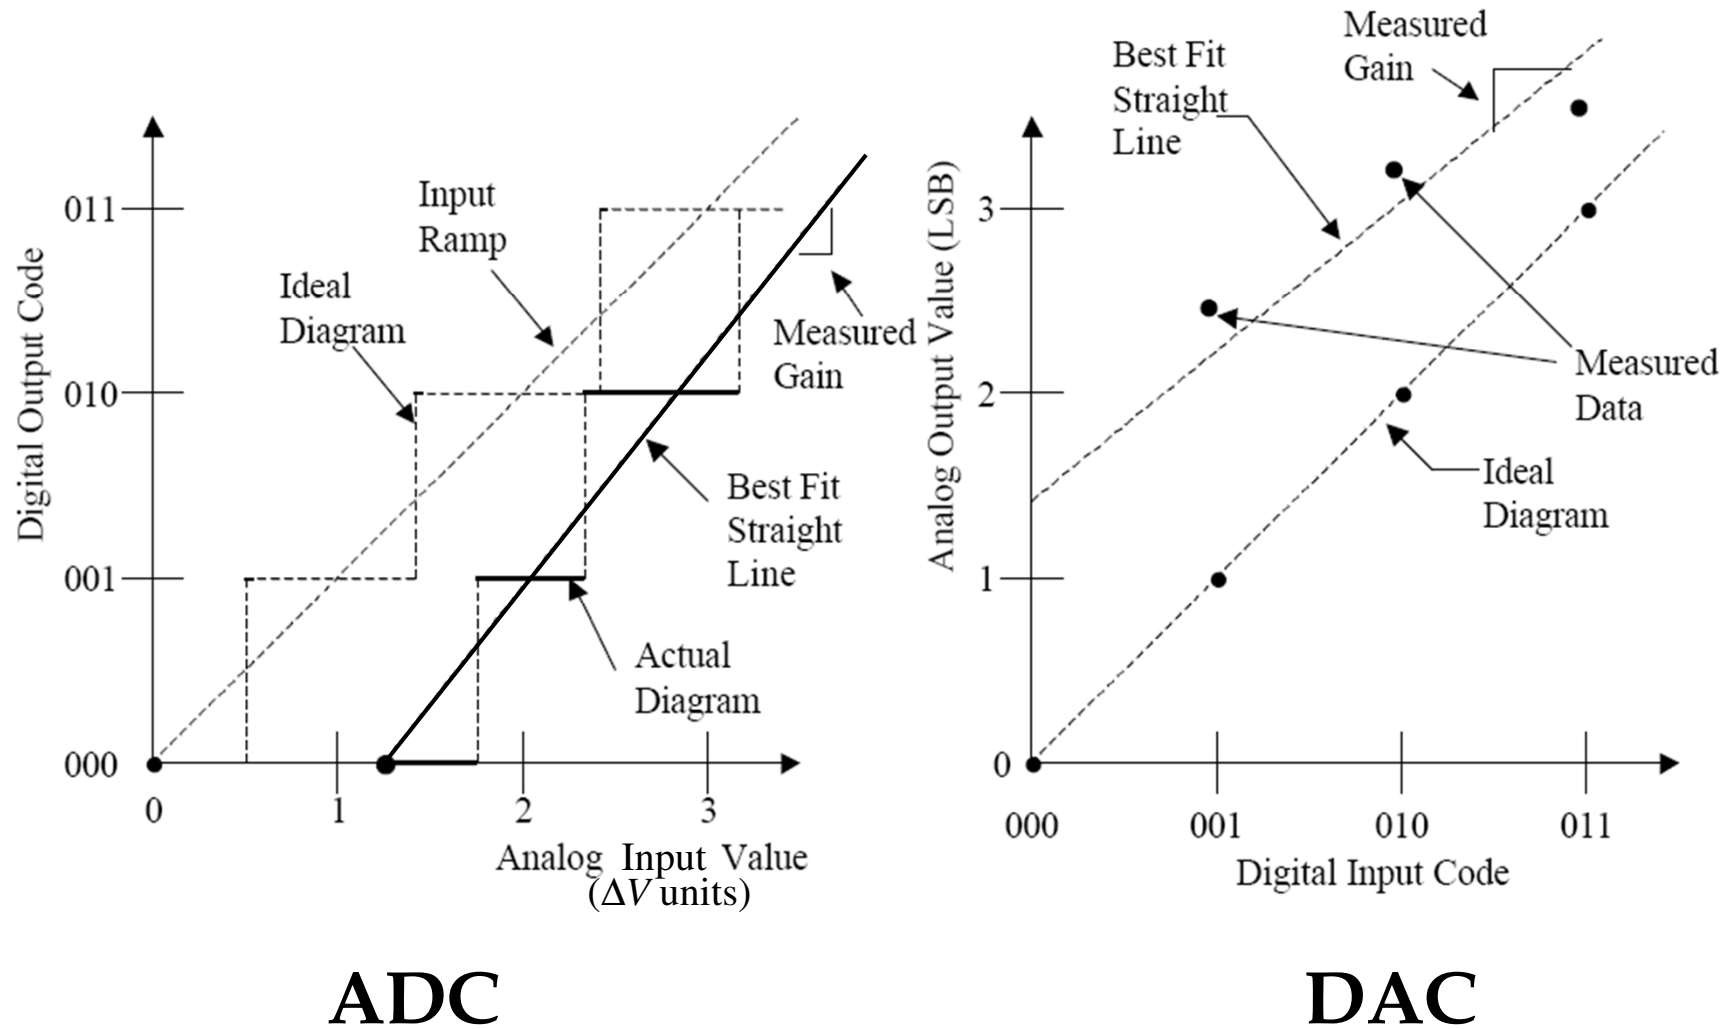 Digital Output Code
011
010
001
000
0
1
2
3
Input
Ramp
Ideal
Diagram
Measured
Gain
Best Fit
Straight
Line
Actual
Diagram
Analog Input Value
(ΔV units)
ADC
Best Fit
Straight
Line
Measured
Gain
Analog Output Value (LSB)
3
2
1
0
Measured
Data
Ideal
Diagram
000
001
010
011
Digital Input Code
DAC